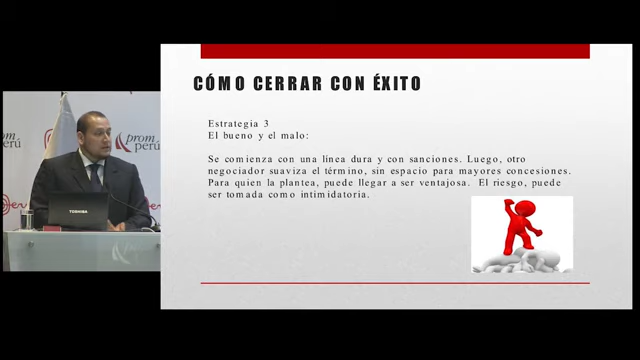 CÓMO CERRAR CON ÉXITO
Estrategia 3
El bueno y el malo:
Se comienza con una línea dura y con sanciones. Luego, otro
negociador suaviza el término, sin espacio para mayores concesiones.
Para quien la plantea, puede llegar a ser ventajosa. El riesgo, puede
ser tomada como intimidatoria.
prom
perú
prom
perú
TOSHIBA